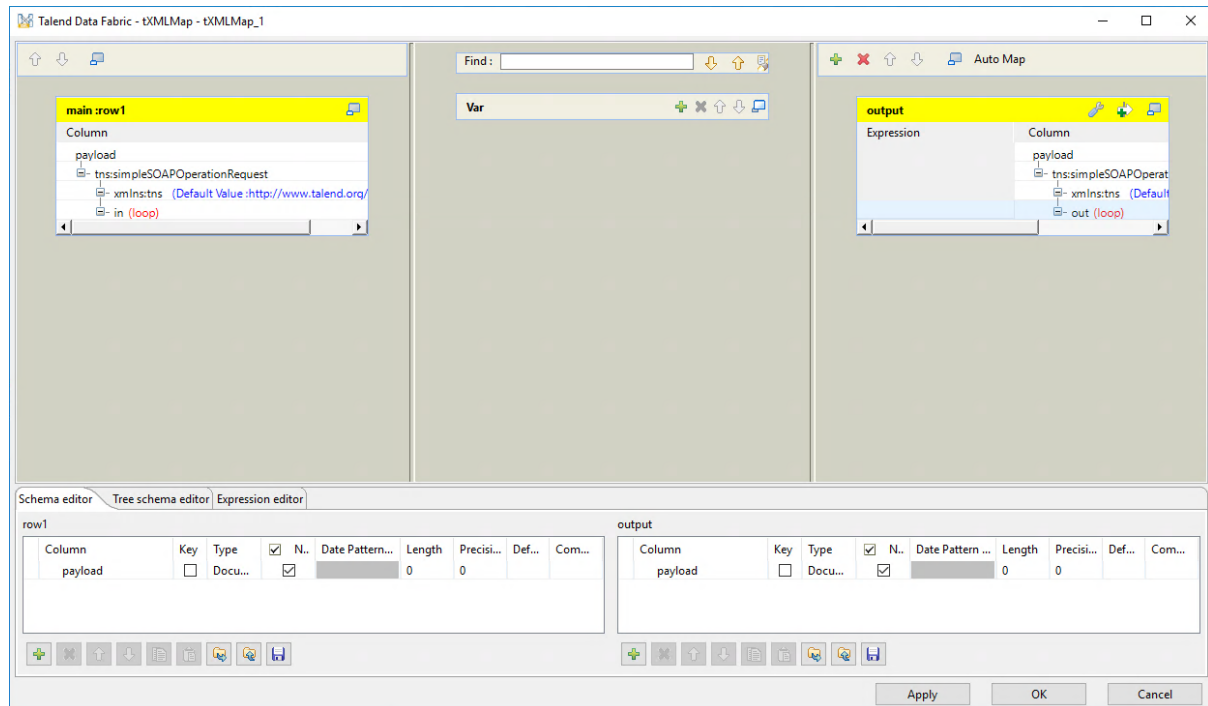 Talend Data Fabric - tXMLMap - tXMLMap_1
Find :
Auto Map
main :row1
Column
payload
tns:simpleSOAPOperationRequest
xmlns:tns (Default Value :http://www.talend.org/
in (loop)
Var
output
Expression Column
payload
tns:simpleSOAPOperat
xmlns:tns (Default
out (loop)
Schema editor Tree schema editor Expression editor
row1
Column Key Type N.. Date Pattern... Length Precisi... Def... Com...
payload Docu... 0 0
output
Column Key Type N.. Date Pattern ... Length Precisi... Def... Com...
payload Docu... 0 0
Apply OK Cancel